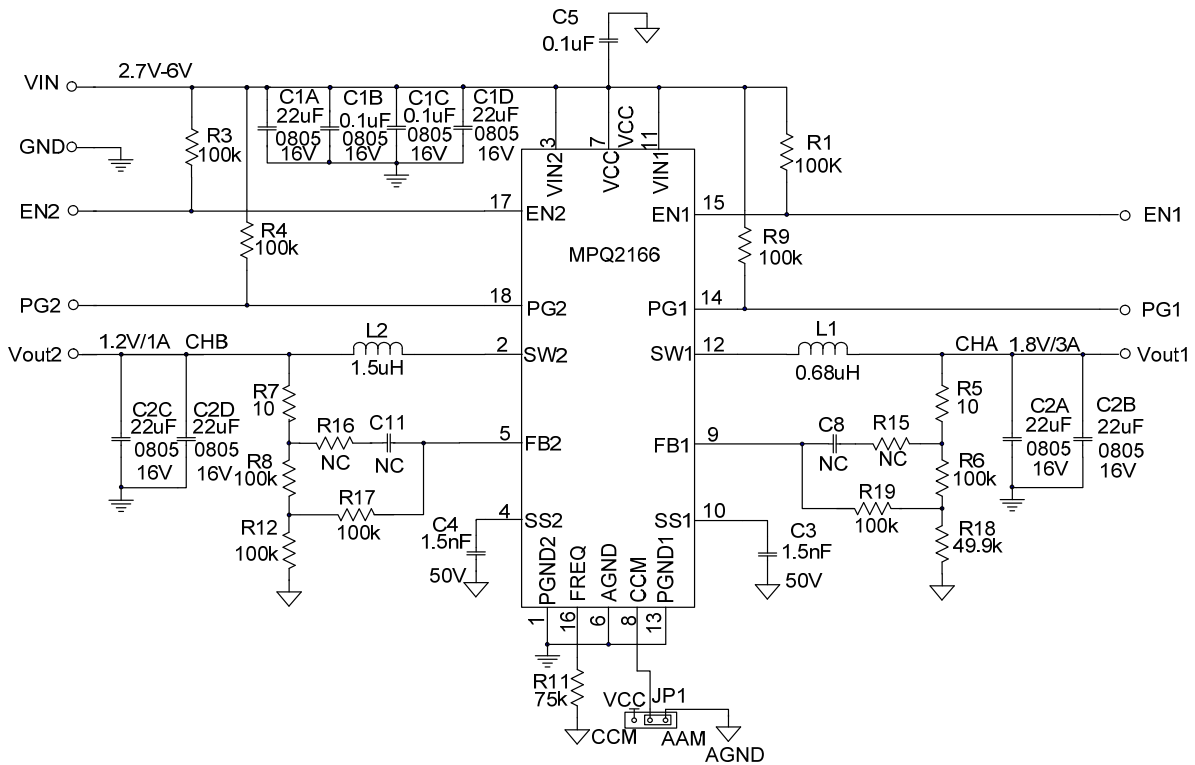 C5
0.1uF
VIN
2.7V-6V
C1A
22uF
0805
16V
C1B
0.1uF
0805
16V
C1C
0.1uF
0805
16V
C1D
22uF
0805
16V
R3
100k
GND
R1
100K
3
7
VCC
11
VIN2
VCC
VIN1
EN2
17
EN2
EN1
15
EN1
R4
100k
MPQ2166
R9
100k
PG2
18
PG2
PG1
14
PG1
Vout2
1.2V/1A
CHB
L2
1.5uH
2
SW2
SW1
12
L1
0.68uH
CHA
1.8V/3A
Vout1
C2C
22uF
0805
16V
C2D
22uF
0805
16V
R7
10
R16
NC
C11
NC
5
FB2
FB1
9
C8
NC
R15
NC
R5
10
C2A
22uF
0805
16V
C2B
22uF
0805
16V
R8
100k
R17
100k
R19
100k
R6
100k
R12
100k
C4
1.5nF
50V
4
SS2
SS1
10
C3
1.5nF
50V
R18
49.9k
PGND2
FREQ
AGND
CCM
PGND1
1
16
6
8
13
R11
75k
VCC
JP1
CCM
AAM
AGND